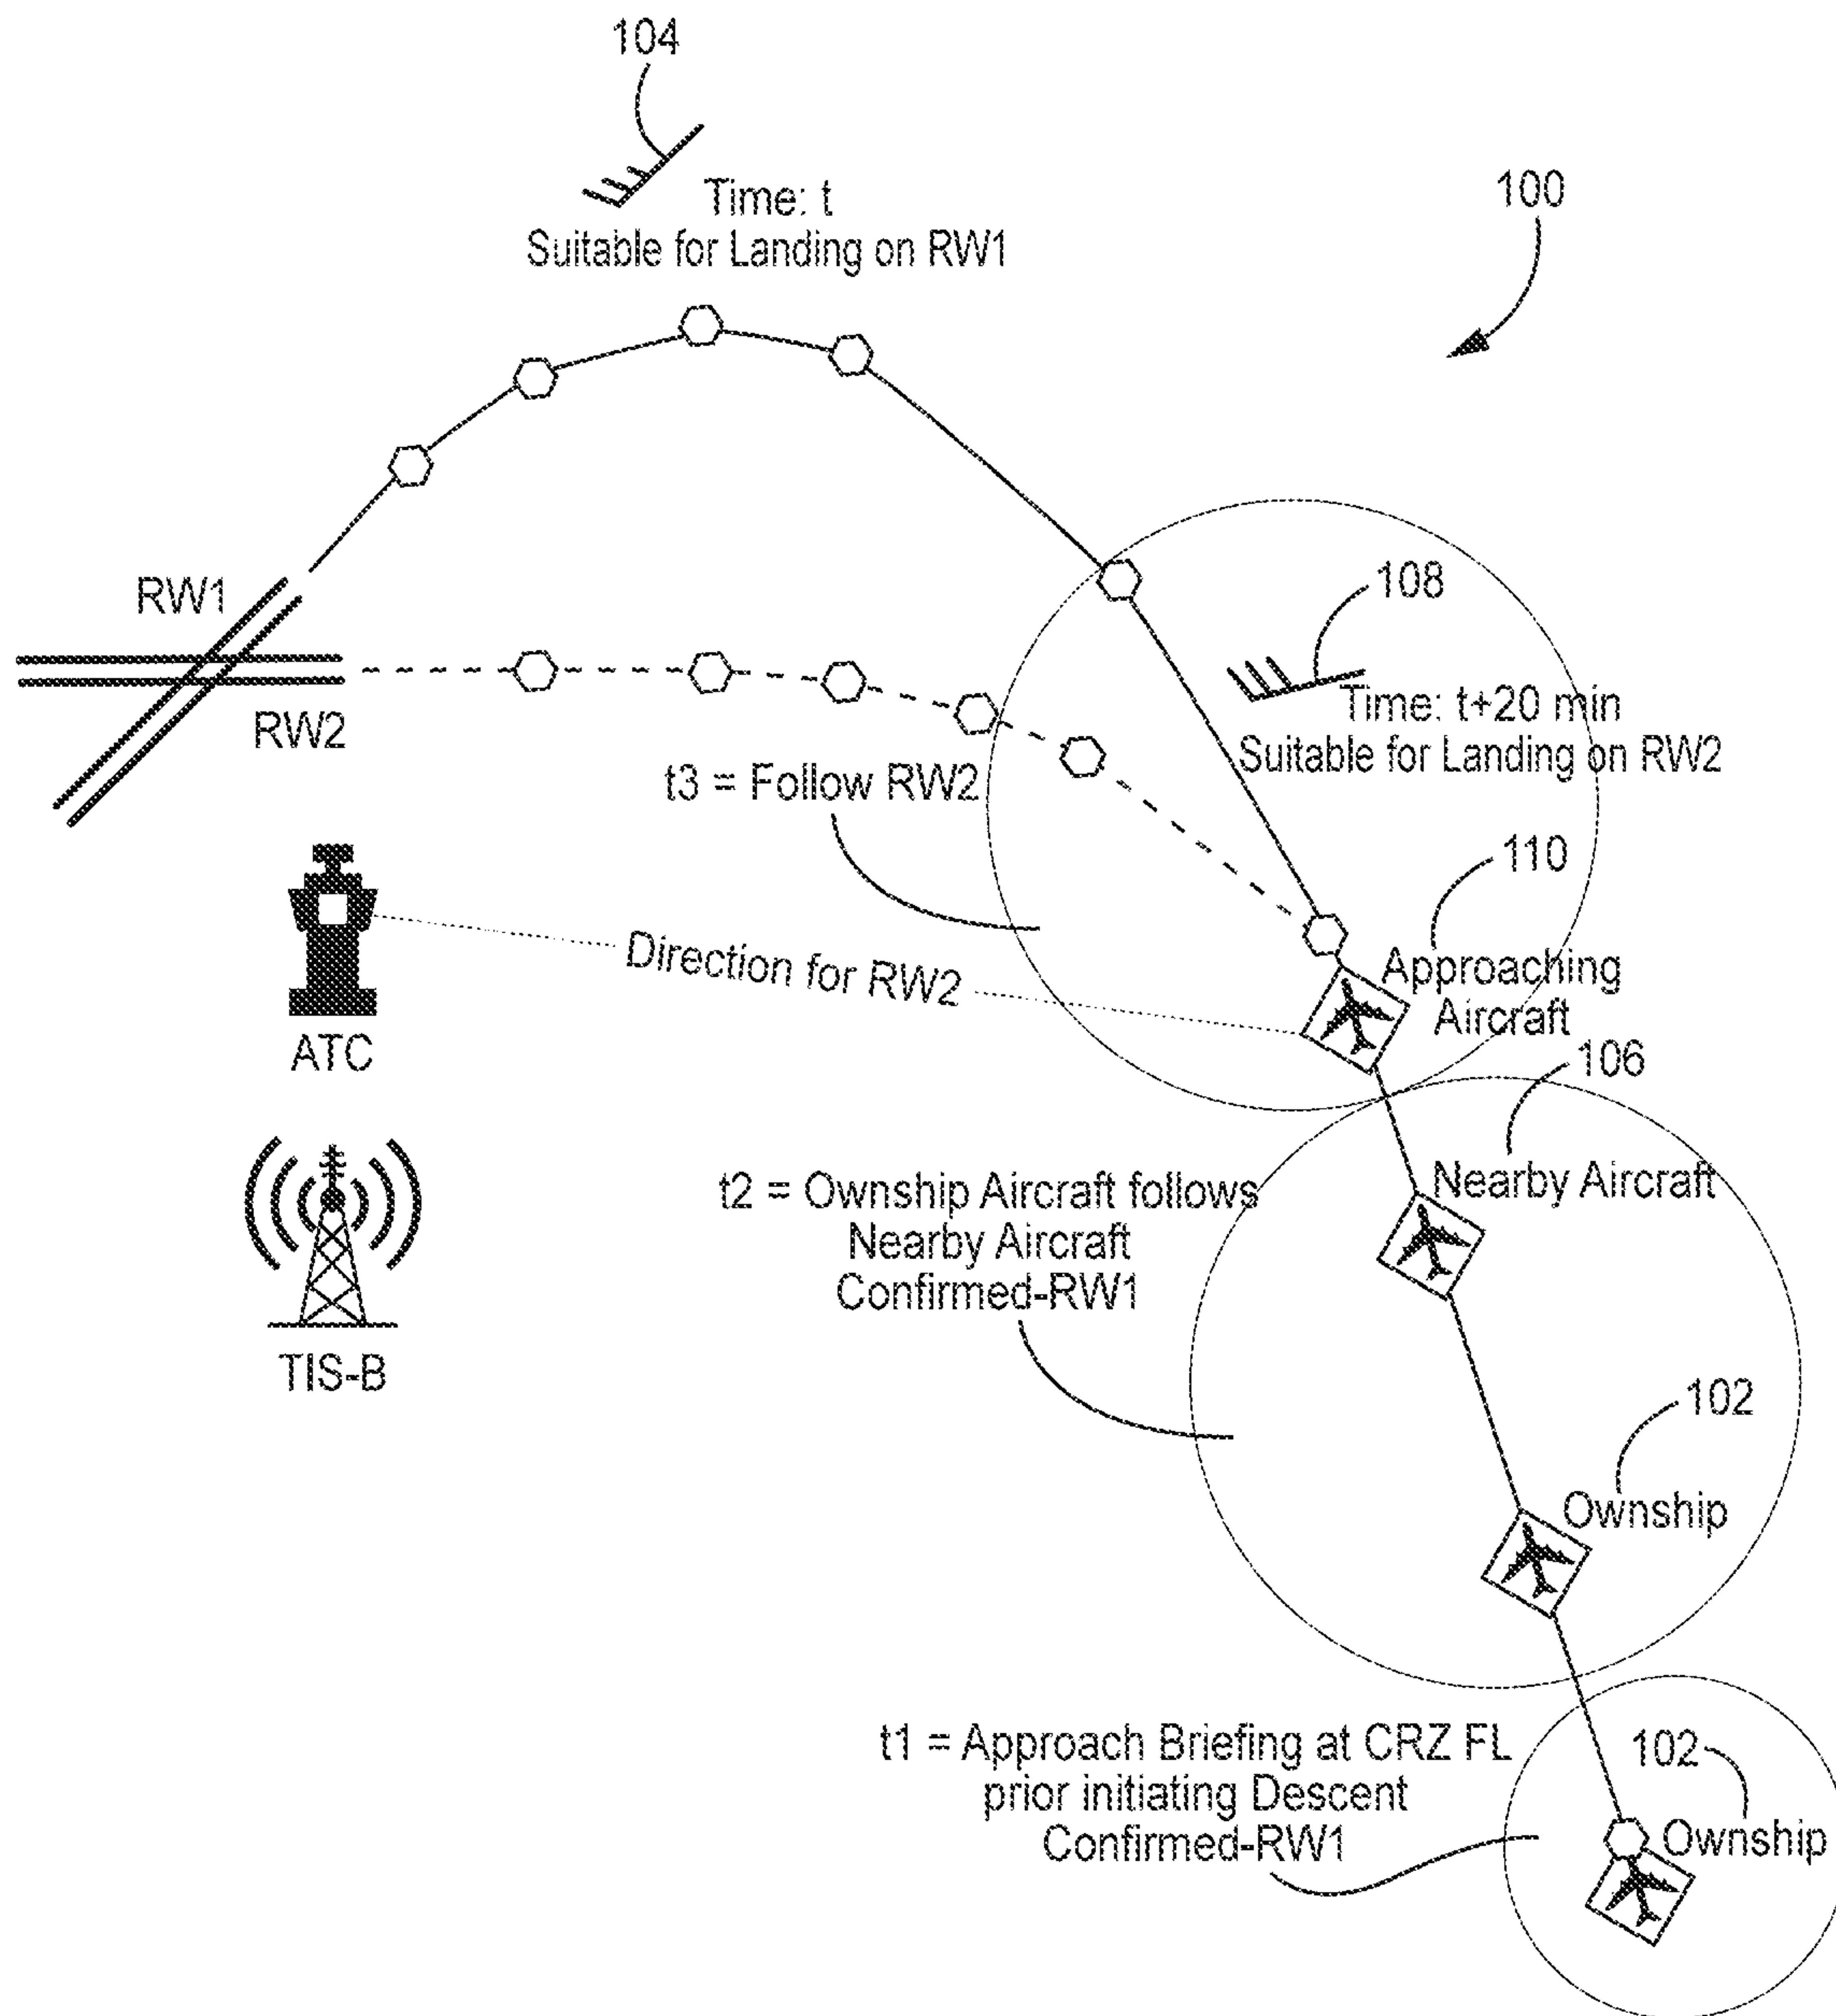 104
Time: t
Suitable for Landing on RW1
100
RW1
RW2
108
Time: t+20 min
Suitable for Landing on RW2
t3 = Follow RW2
110
Approaching
Aircraft
Direction for RW2
ATC
106
Nearby Aircraft
t2 = Ownship Aircraft follows
Nearby Aircraft
Confirmed-RW1
TIS-B
102
Ownship
t1 = Approach Briefing at CRZ FL
prior initiating Descent
Confirmed-RW1
102
Ownship